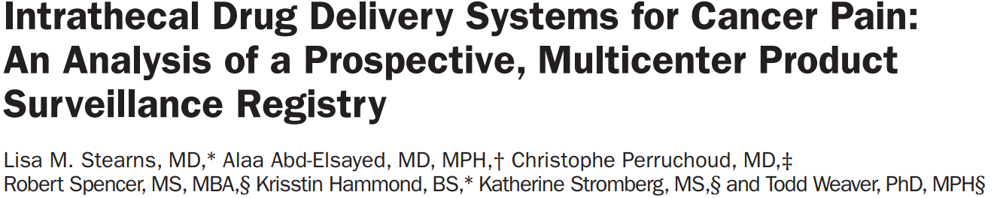 Intrathecal Drug Delivery Systems for Cancer Pain:
An Analysis of a Prospective, Multicenter Product
Surveillance Registry
Lisa M. Stearns, MD,* Alaa Abd-Elsayed, MD, MPH,† Christophe Perruchoud, MD,‡
Robert Spencer, MS, MBA,§ Krisstin Hammond, BS,* Katherine Stromberg, MS,§ and Todd Weaver, PhD, MPH§